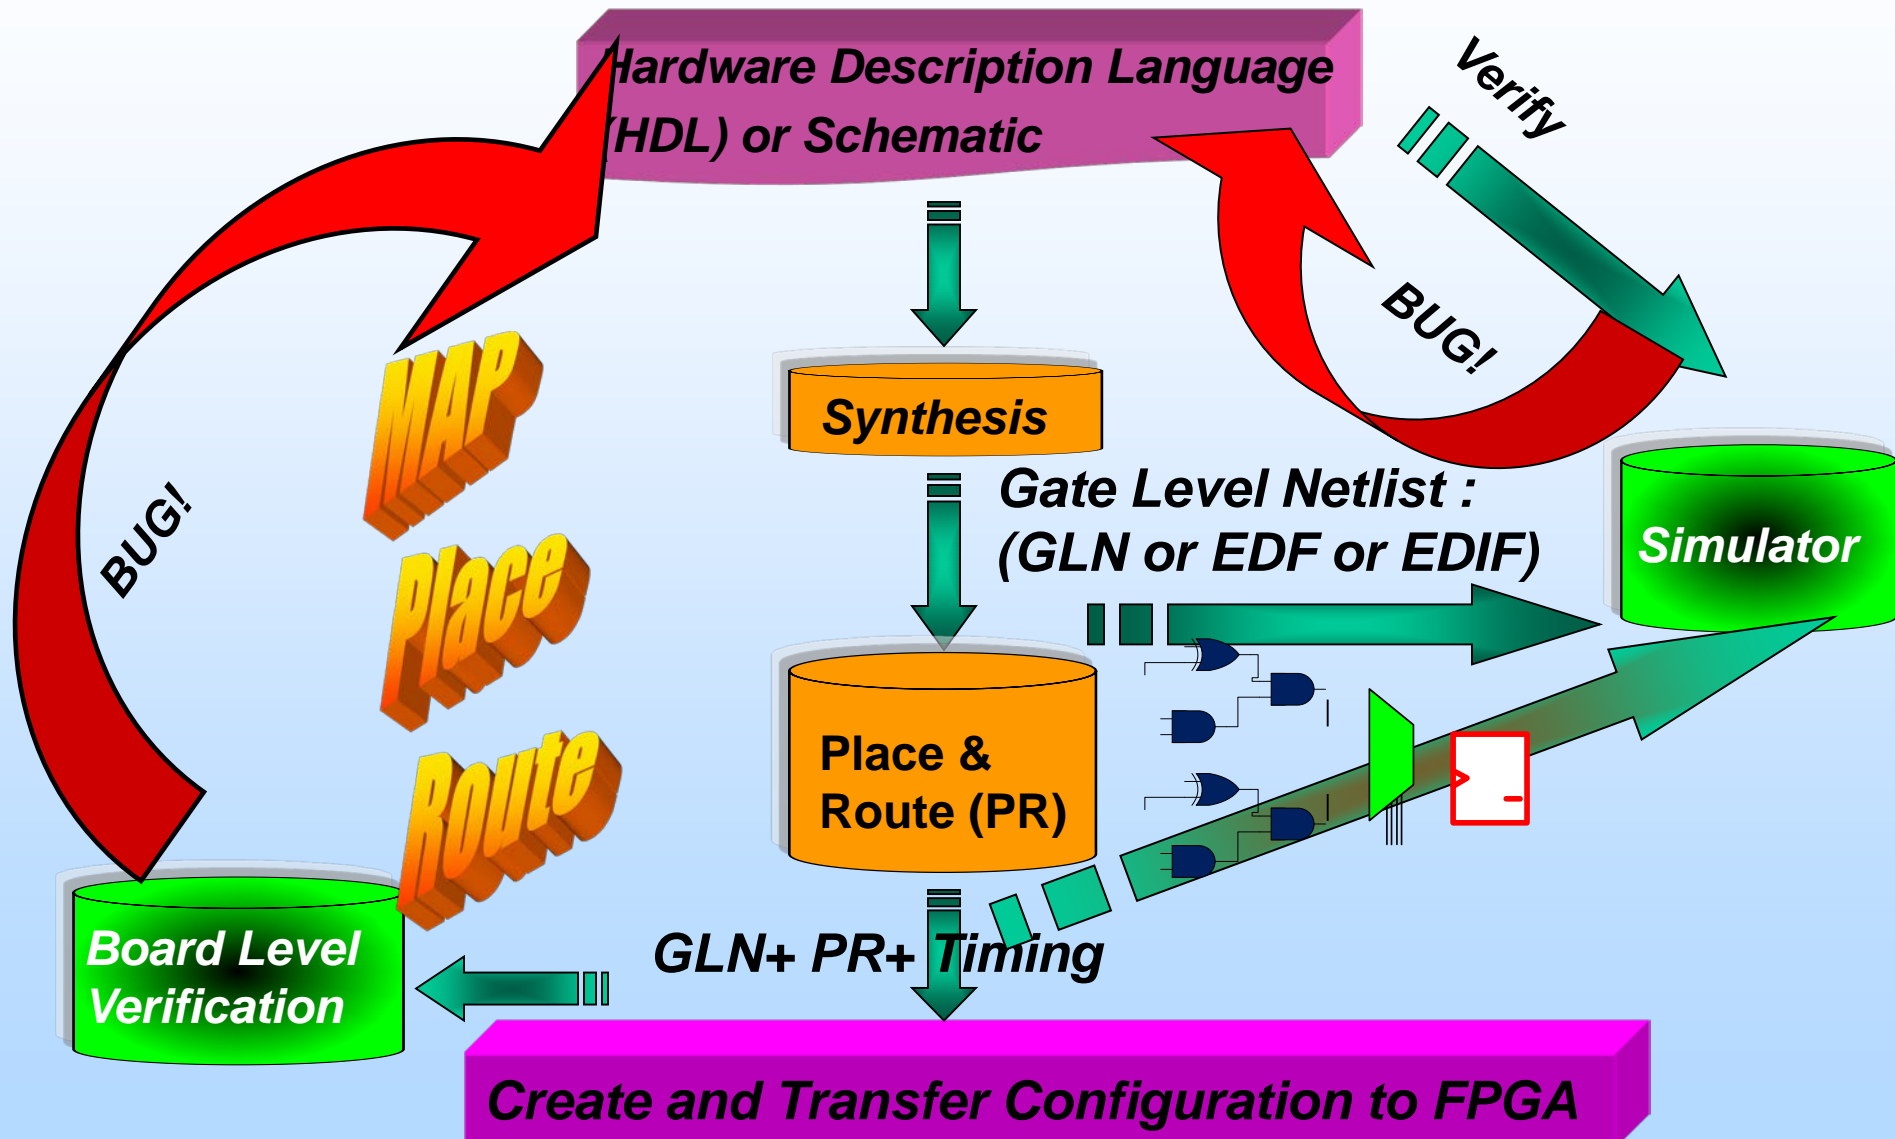 Hardware Description Language
(HDL) or Schematic
Verify
BUG!
MAP
Synthesis
Gate Level Netlist :
(GLN or EDF or EDIF)
Simulator
BUG!
Place
Place &
Route (PR)
Route
Board Level
Verification
GLN+ PR+ Timing
Create and Transfer Configuration to FPGA